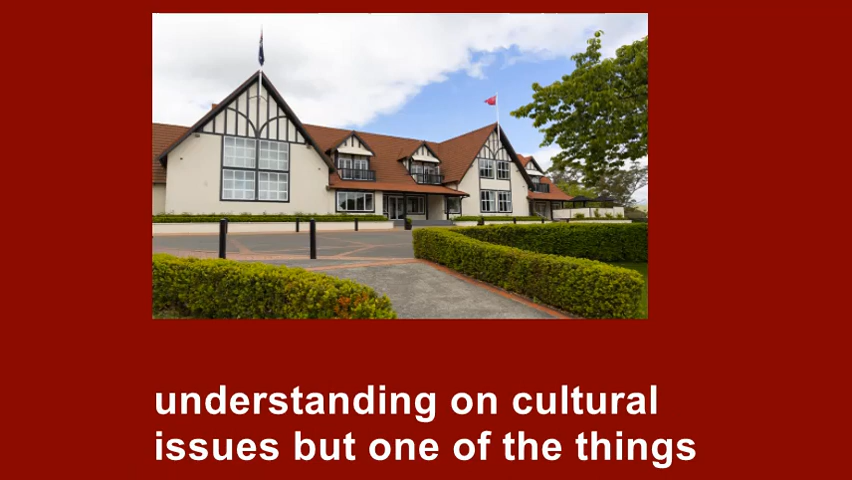 understanding on cultural
issues but one of the things